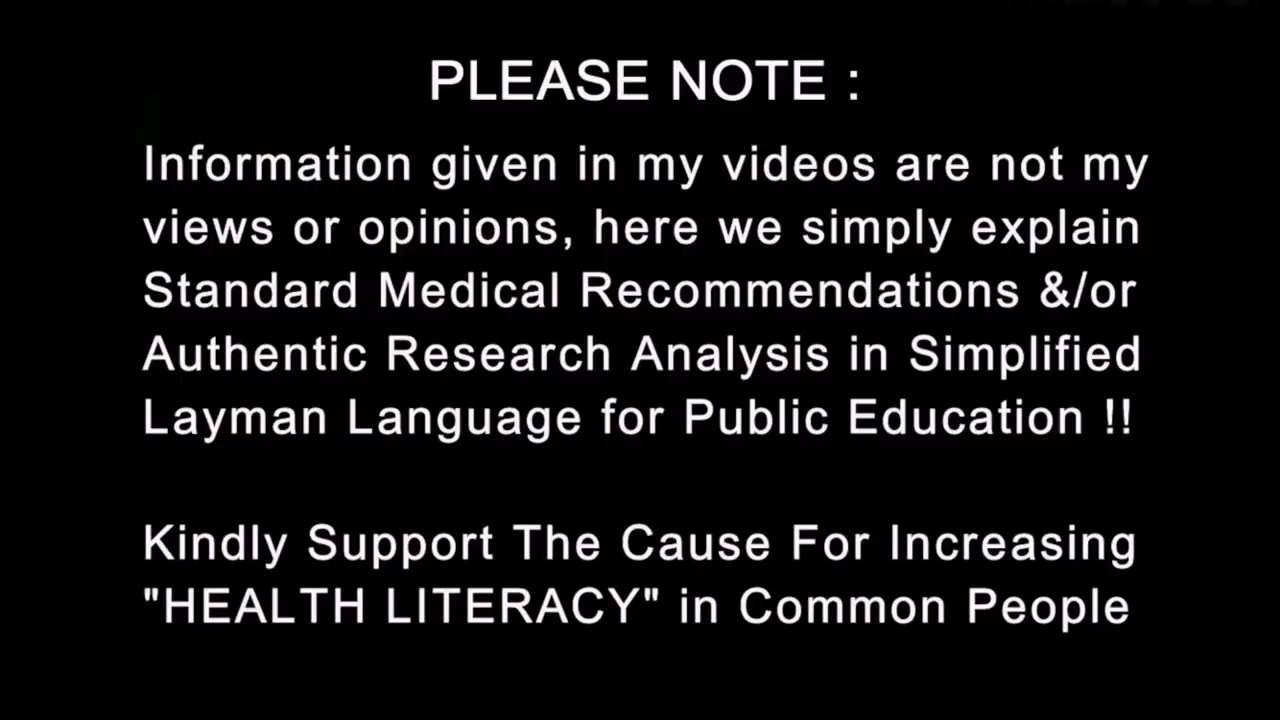 PLEASE NOTE :
Information given in my videos are not my
views or opinions, here we simply explain
Standard Medical Recommendations &/or
Authentic Research Analysis in Simplified
Layman Language for Public Education !!
Kindly Support The Cause For Increasing
"HEALTH LITERACY" in Common People